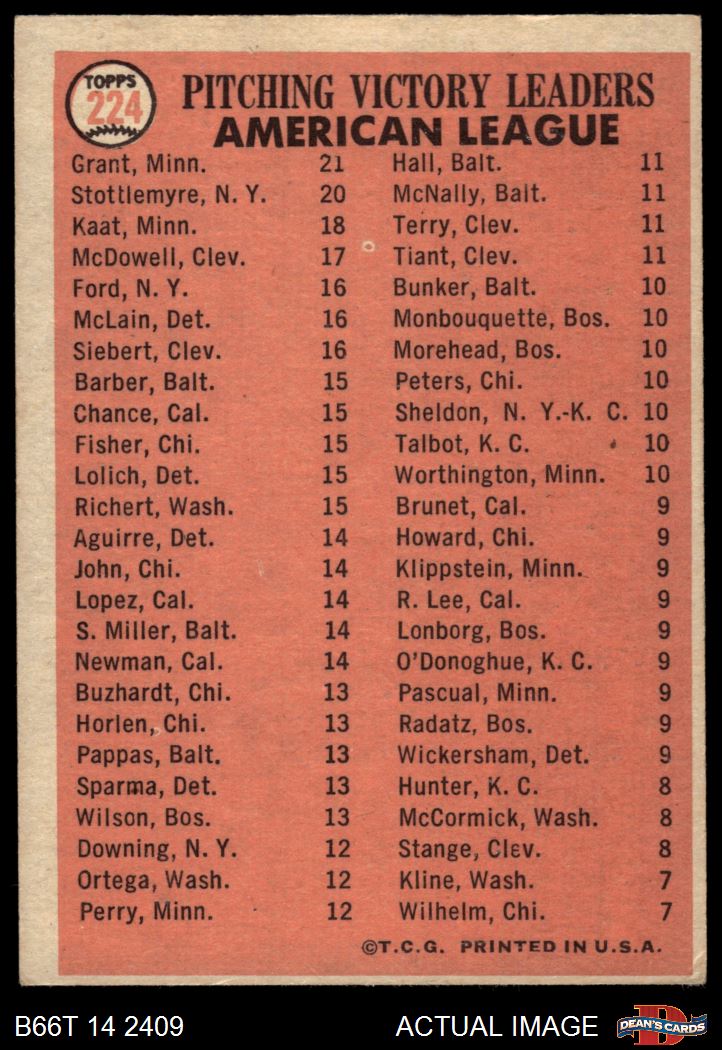 TOPPS
224
PITCHING VICTORY LEADERS
AMERICAN LEAGUE
Grant, Minn. 21
Stottlemyre, N. Y. 20
Kaat, Minn. 18
McDowell, Clev. 17
Ford, N. Y. 16
McLain, Det. 16
Siebert, Clev. 16
Barber, Balt. 15
Chance, Cal. 15
Fisher, Chi. 15
Lolich, Det. 15
Richert, Wash. 15
Aguirre, Det. 14
John, Chi. 14
Lopez, Cal. 14
S. Miller, Balt. 14
Newman, Cal. 14
Buzhardt, Chi. 13
Horlen, Chi. 13
Pappas, Balt. 13
Sparma, Det. 13
Wilson, Bos. 13
Downing, N. Y. 12
Ortega, Wash. 12
Perry, Minn. 12
Hall, Balt. 11
McNally, Balt. 11
Terry, Clev. 11
Tiant, Clev. 11
Bunker, Balt. 10
Monbouquette, Bos. 10
Morehead, Bos. 10
Peters, Chi. 10
Sheldon, N. Y.-K. C. 10
Talbot, K. C. 10
Worthington, Minn. 10
Brunet, Cal. 9
Howard, Chi. 9
Klippstein, Minn. 9
R. Lee, Cal. 9
Lonborg, Bos. 9
O'Donoghue, K. C. 9
Pascual, Minn. 9
Radatz, Bos. 9
Wickersham, Det. 9
Hunter, K. C. 8
McCormick, Wash. 8
Stange, Clev. 8
Kline, Wash. 7
Wilhelm, Chi. 7
©T.C.G. PRINTED IN U.S.A.
B66T 14 2409
ACTUAL IMAGE
D
DEAN'S CARDS